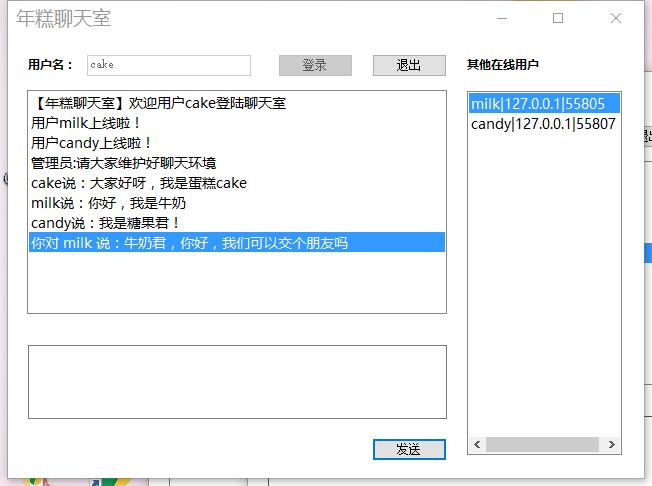 年糕聊天室
用户名： cake 登录 退出 其他在线用户
【年糕聊天室】欢迎用户cake登陆聊天室
用户milk上线啦！
用户candy上线啦！
管理员:请大家维护好聊天环境
cake说：大家好呀，我是蛋糕cake
milk说：你好，我是牛奶
candy说：我是糖果君！
你对 milk 说：牛奶君，你好，我们可以交个朋友吗
milk|127.0.0.1|55805
candy|127.0.0.1|55807
发送